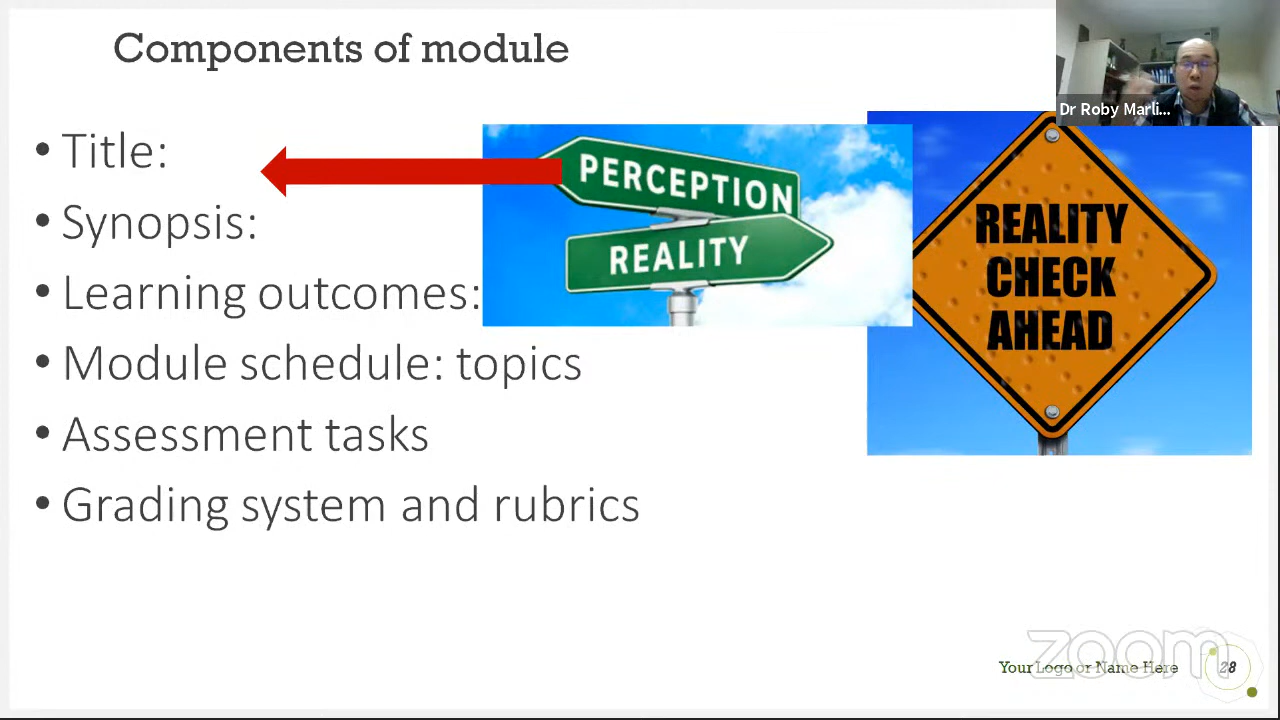 Components of module
Dr Roby Marli...
• Title:
• Synopsis:
• Learning outcomes:
• Module schedule: topics
• Assessment tasks
• Grading system and rubrics
PERCEPTION
REALITY
REALITY
CHECK
AHEAD
zoom
Your Logo or Name Here
28